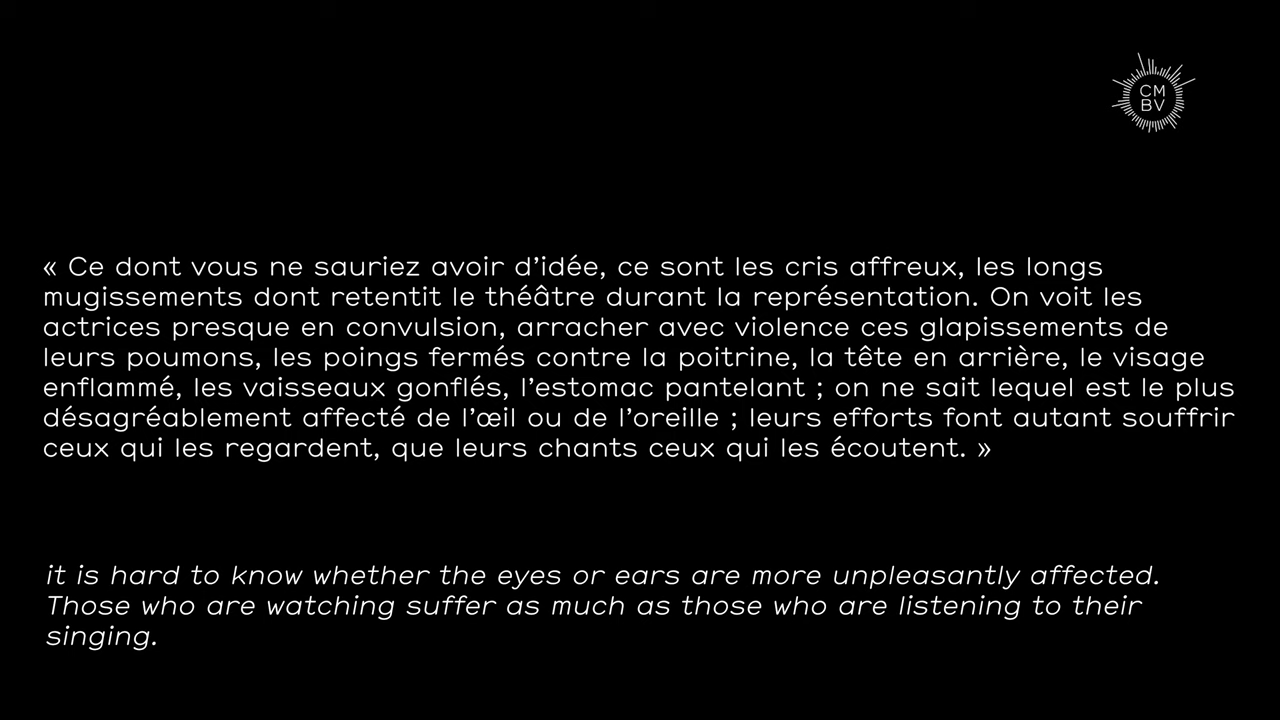 CM
BV
« Ce dont vous ne sauriez avoir d’idée, ce sont les cris affreux, les longs
mugissements dont retentit le théâtre durant la représentation. On voit les
actrices presque en convulsion, arracher avec violence ces glapissements de
leurs poumons, les poings fermés contre la poitrine, la tête en arrière, le visage
enflammé, les vaisseaux gonflés, l’estomac pantelant ; on ne sait lequel est le plus
désagréablement affecté de l’œil ou de l’oreille ; leurs efforts font autant souffrir
ceux qui les regardent, que leurs chants ceux qui les écoutent. »
it is hard to know whether the eyes or ears are more unpleasantly affected.
Those who are watching suffer as much as those who are listening to their
singing.